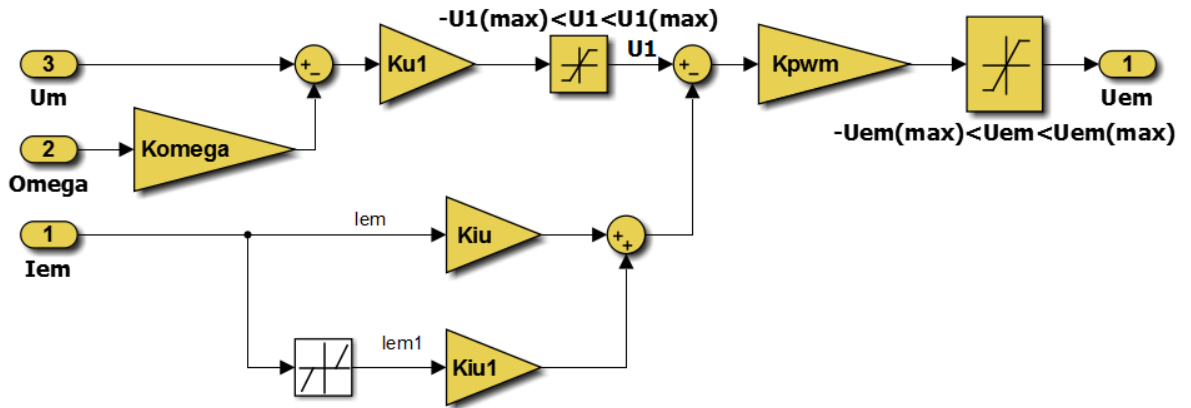 -U1(max)<U1<U1(max)
3
Um
+
-
Ku1
U1
+
-
Kpwm
1
Uem
-Uem(max)<Uem<Uem(max)
2
Omega
Komega
1
Iem
Iem
Kiu
+
+
Iem1
Kiu1